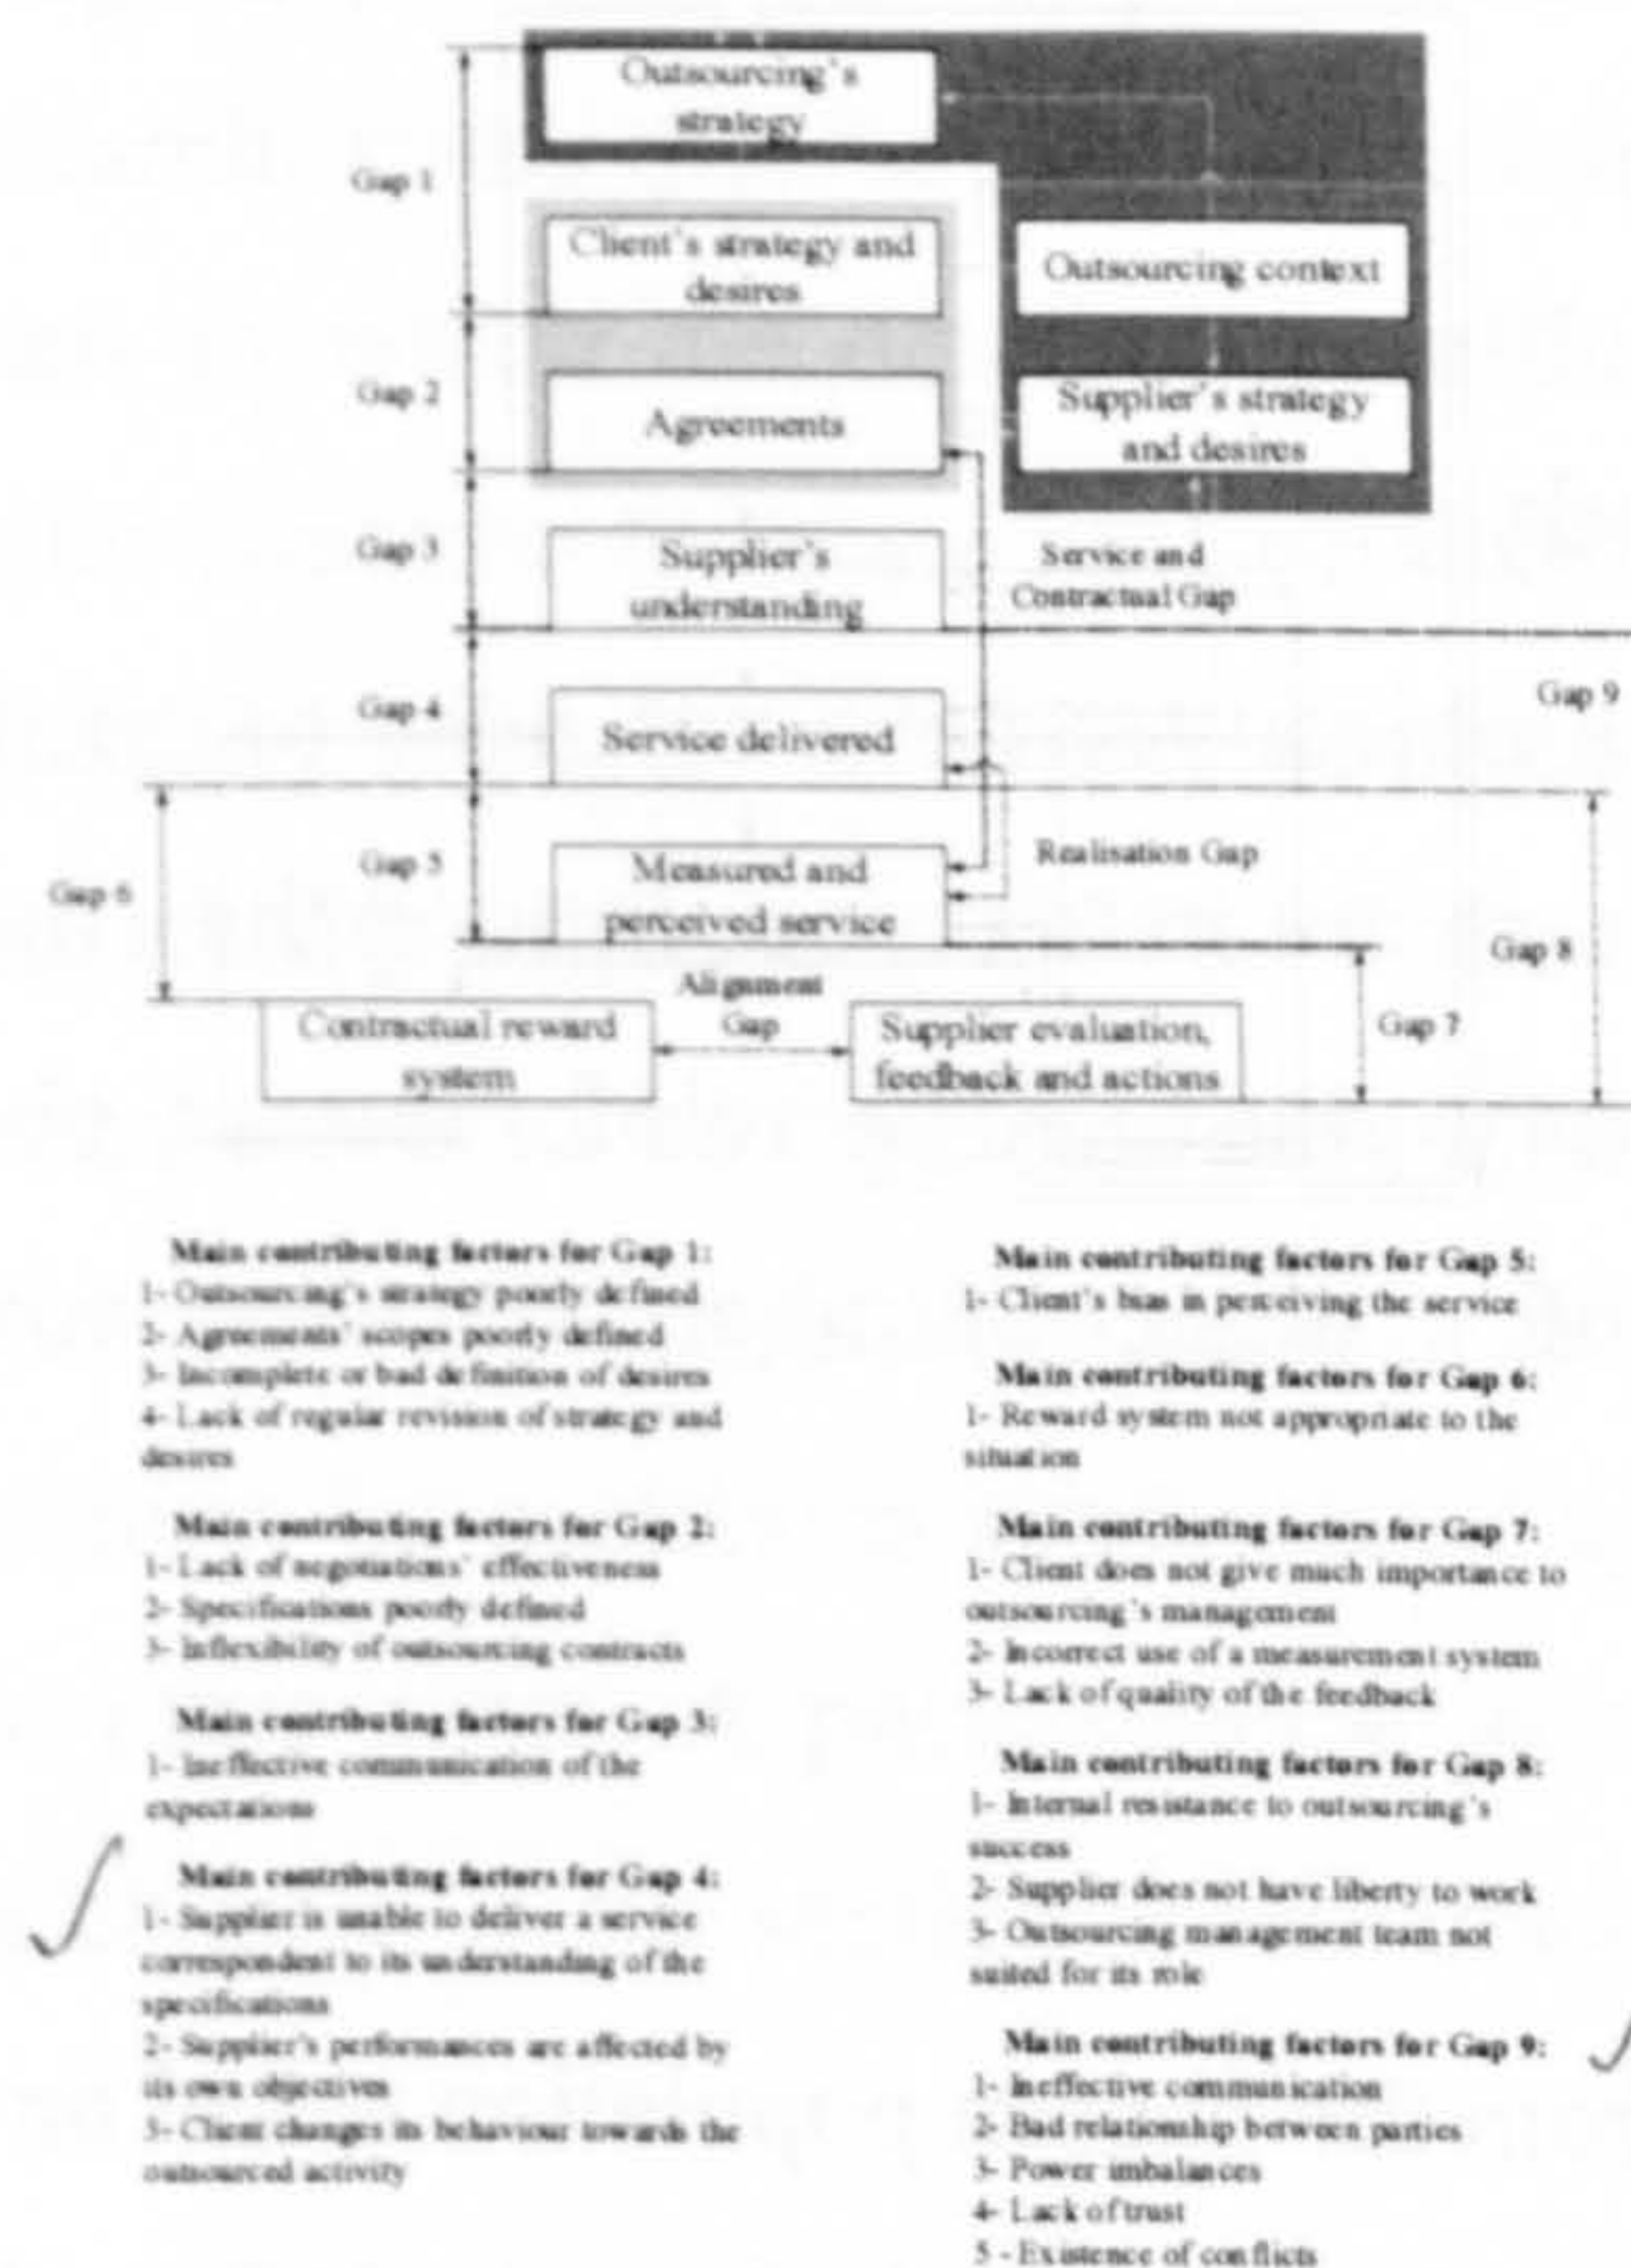 Outsourcing's
strategy
Gap 1
Client's strategy and
desires
Outsourcing context
Gap 2
Agreements
Supplier's strategy
and desires
Gap 3
Supplier's
understanding
Service and
Contractual Gap
Gap 4
Service delivered
Gap 9
Gap 5
Measured and
perceived service
Realisation Gap
Gap 6
Gap 8
Alignment
Gap
Contractual reward
system
Supplier evaluation,
feedback and actions
Gap 7
Main contributing factors for Gap 1:
1- Outsourcing's strategy poorly defined
2- Agreements' scopes poorly defined
3- Incomplete or bad definition of desires
4- Lack of regular revision of strategy and
desires
Main contributing factors for Gap 2:
1- Lack of negotiations' effectiveness
2- Specifications poorly defined
3- Inflexibility of outsourcing contracts
Main contributing factors for Gap 3:
1- Ineffective communication of the
expectations
Main contributing factors for Gap 4:
1- Supplier is unable to deliver a service
correspondent to its understanding of the
specifications
2- Supplier's performances are affected by
its own objectives
3- Client changes its behaviour towards the
outsourced activity
Main contributing factors for Gap 5:
1- Client's bias in perceiving the service
Main contributing factors for Gap 6:
1- Reward system not appropriate to the
situation
Main contributing factors for Gap 7:
1- Client does not give much importance to
outsourcing's management
2- Incorrect use of a measurement system
3- Lack of quality of the feedback
Main contributing factors for Gap 8:
1- Internal resistance to outsourcing's
success
2- Supplier does not have liberty to work
3- Outsourcing management team not
suited for its role
Main contributing factors for Gap 9:
1- Ineffective communication
2- Bad relationship between parties
3- Power imbalances
4- Lack of trust
5 - Existence of conflicts